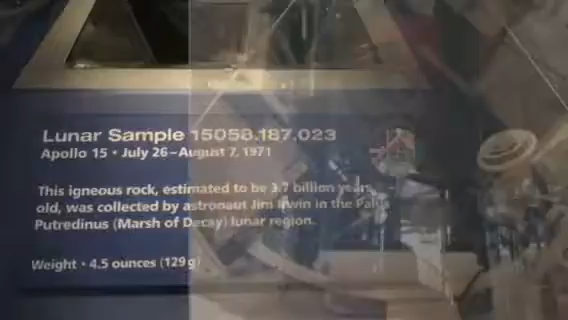 Lunar Sample 15058.187.023
Apollo 15 • July 26–August 7, 1971
This igneous rock, estimated to be 3.7 billion years
old, was collected by astronaut Jim Irwin in the Palus
Putredinus (Marsh of Decay) lunar region.
Weight • 4.5 ounces (129 g)